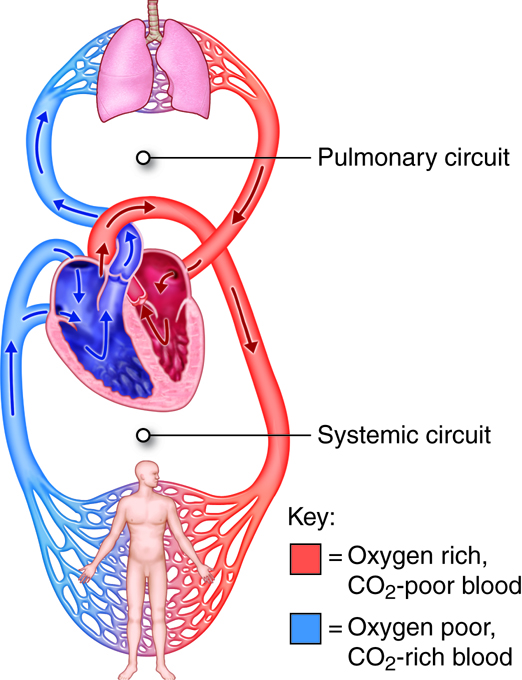 Pulmonary circuit
Systemic circuit
Key:
= Oxygen rich,
CO₂-poor blood
= Oxygen poor,
CO₂-rich blood